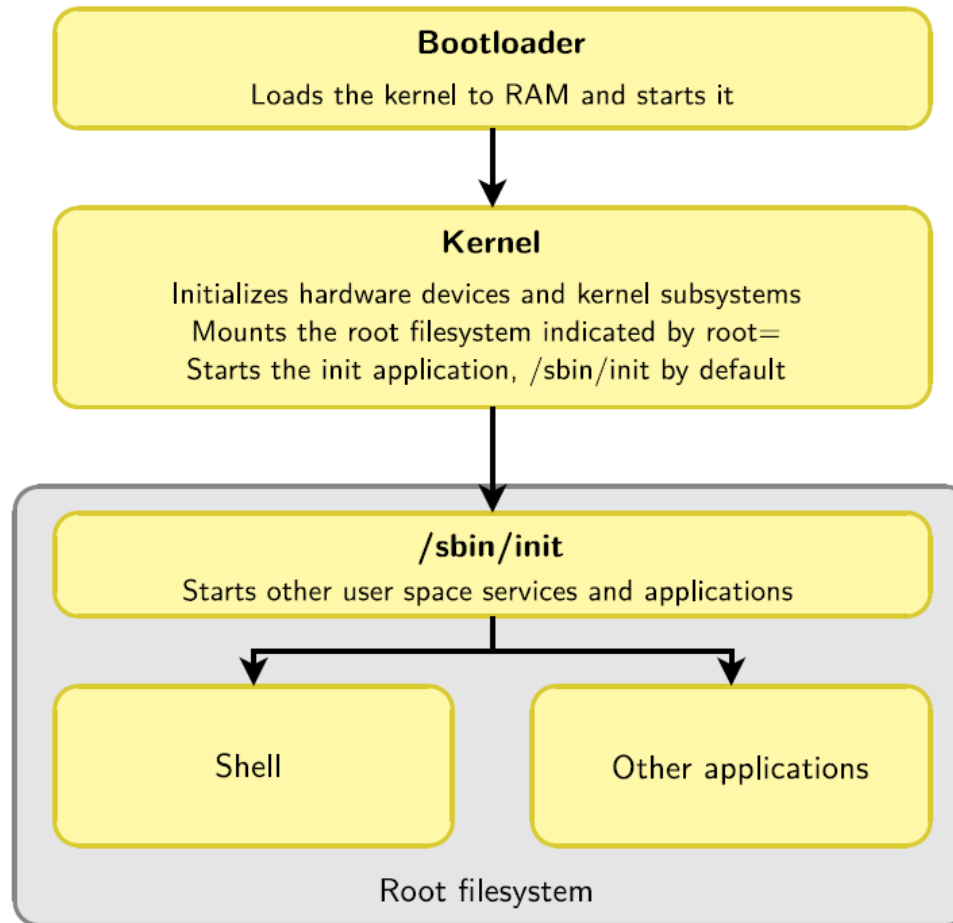 Bootloader
Loads the kernel to RAM and starts it
Kernel
Initializes hardware devices and kernel subsystems
Mounts the root filesystem indicated by root=
Starts the init application, /sbin/init by default
/sbin/init
Starts other user space services and applications
Shell
Other applications
Root filesystem